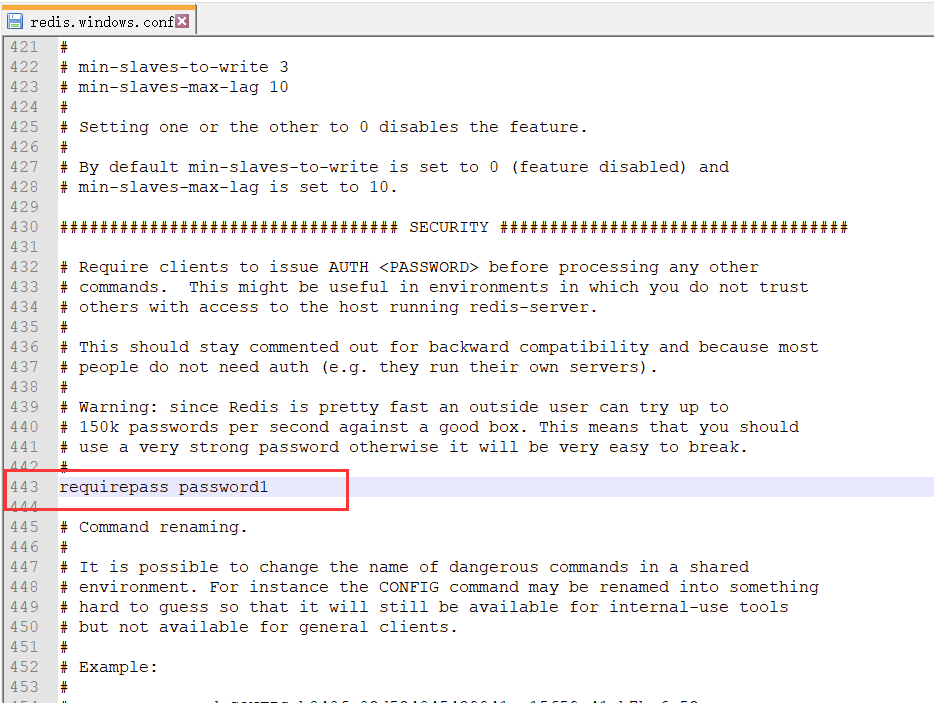 redis.windows.conf
421 #
422 # min-slaves-to-write 3
423 # min-slaves-max-lag 10
424 #
425 # Setting one or the other to 0 disables the feature.
426 #
427 # By default min-slaves-to-write is set to 0 (feature disabled) and
428 # min-slaves-max-lag is set to 10.
429
430 ################################## SECURITY ###################################
431
432 # Require clients to issue AUTH <PASSWORD> before processing any other
433 # commands.  This might be useful in environments in which you do not trust
434 # others with access to the host running redis-server.
435 #
436 # This should stay commented out for backward compatibility and because most
437 # people do not need auth (e.g. they run their own servers).
438 #
439 # Warning: since Redis is pretty fast an outside user can try up to
440 # 150k passwords per second against a good box. This means that you should
441 # use a very strong password otherwise it will be very easy to break.
442 #
443 requirepass password1
444
445 # Command renaming.
446 #
447 # It is possible to change the name of dangerous commands in a shared
448 # environment. For instance the CONFIG command may be renamed into something
449 # hard to guess so that it will still be available for internal-use tools
450 # but not available for general clients.
451 #
452 # Example:
453 #